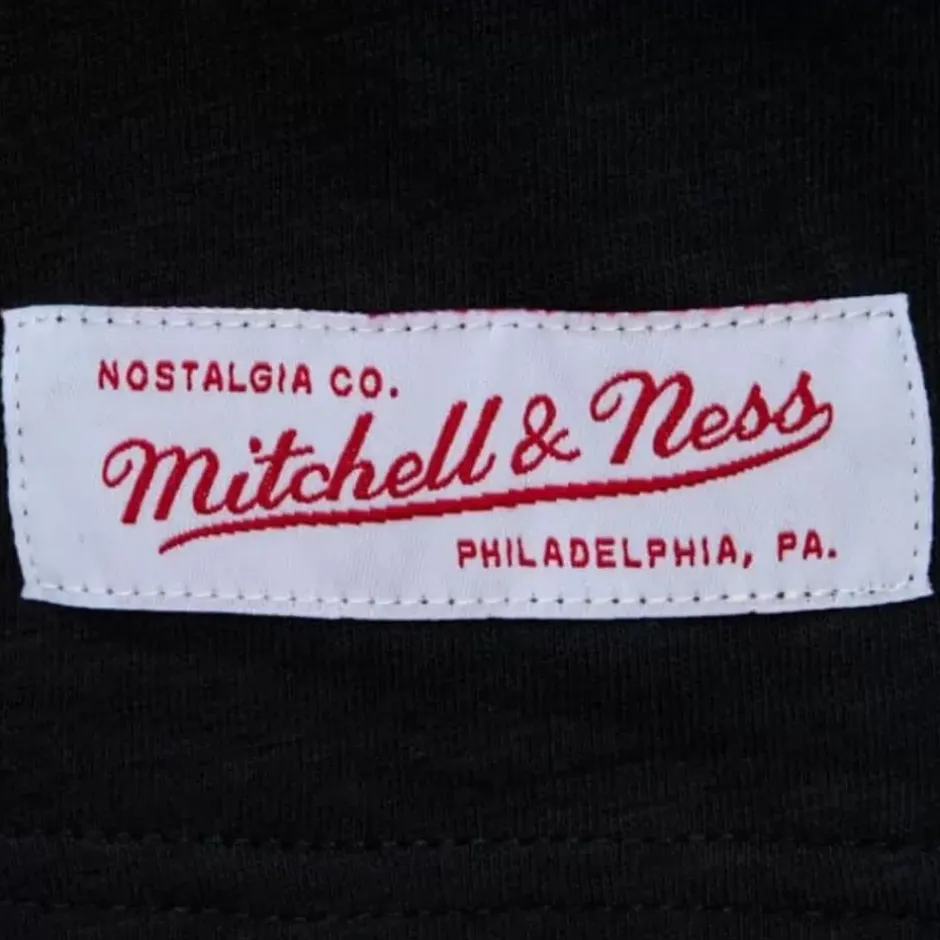 NOSTALGIA CO.
Mitchell & Ness
PHILADELPHIA, PA.